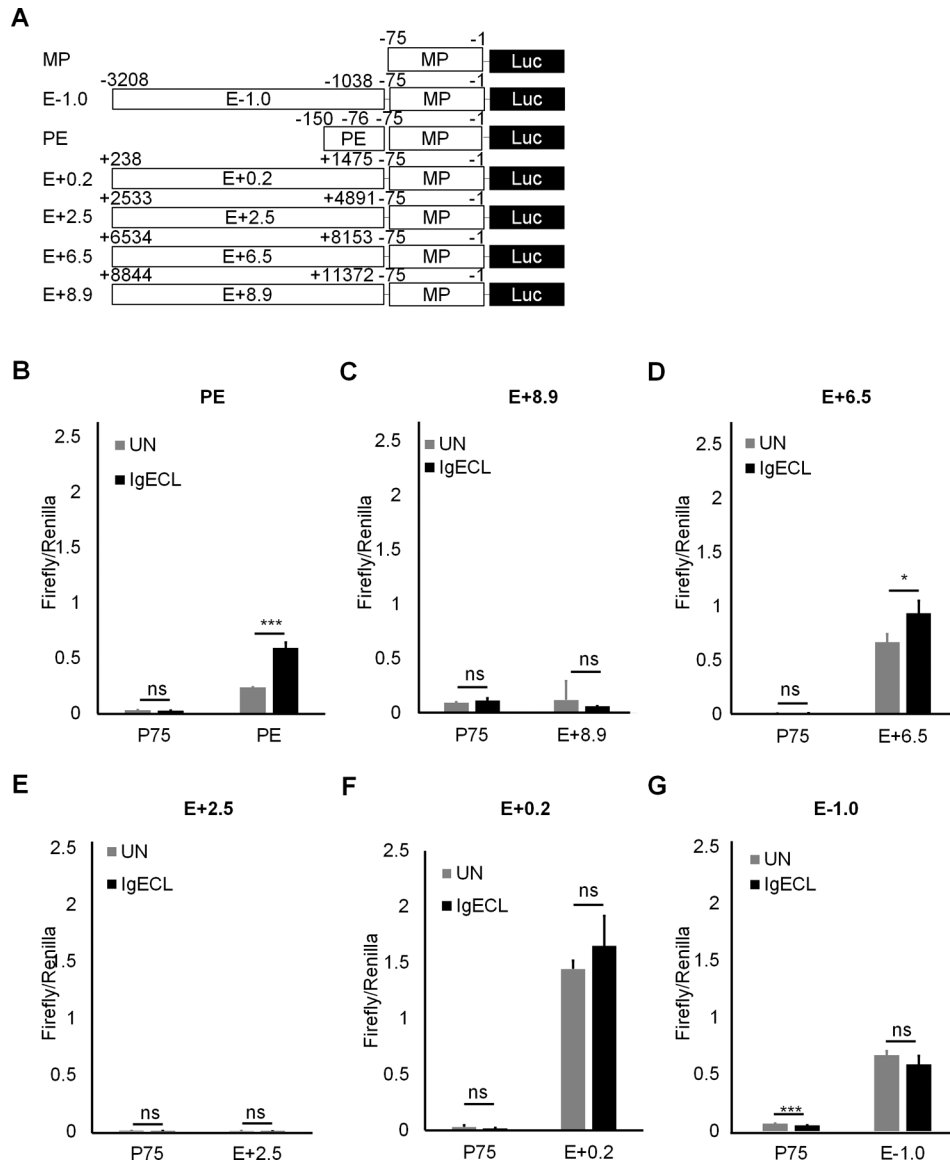 A
-75 -1
MP MP Luc
-3208 -1038 -75 -1
E-1.0 E-1.0 MP Luc
-150 -76 -75 -1
PE PE MP Luc
+238 +1475 -75 -1
E+0.2 E+0.2 MP Luc
+2533 +4891 -75 -1
E+2.5 E+2.5 MP Luc
+6534 +8153 -75 -1
E+6.5 E+6.5 MP Luc
+8844 +11372 -75 -1
E+8.9 E+8.9 MP Luc
B
PE
Firefly/Renilla
2.5
2
1.5
1
0.5
0
UN
IgECL
ns
***
P75 PE
C
E+8.9
Firefly/Renilla
2.5
2
1.5
1
0.5
0
UN
IgECL
ns
ns
P75 E+8.9
D
E+6.5
Firefly/Renilla
2.5
2
1.5
1
0.5
0
UN
IgECL
ns
*
P75 E+6.5
E
E+2.5
Firefly/Renilla
2.5
2
1.5
1
0.5
0
UN
IgECL
ns
ns
P75 E+2.5
F
E+0.2
Firefly/Renilla
2.5
2
1.5
1
0.5
0
UN
IgECL
ns
ns
P75 E+0.2
G
E-1.0
Firefly/Renilla
2.5
2
1.5
1
0.5
0
UN
IgECL
***
ns
P75 E-1.0